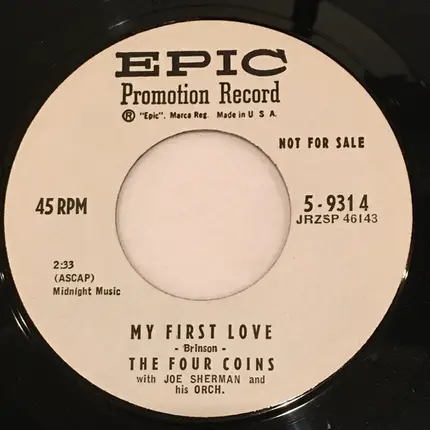 EPIC
Promotion Record
® "Epic". Marca Reg. Made in U S A.
NOT FOR SALE
45 RPM
5-9314
JRZSP 46143
2:33
(ASCAP)
Midnight Music
MY FIRST LOVE
- Brinson -
THE FOUR COINS
with JOE SHERMAN and
his ORCH.